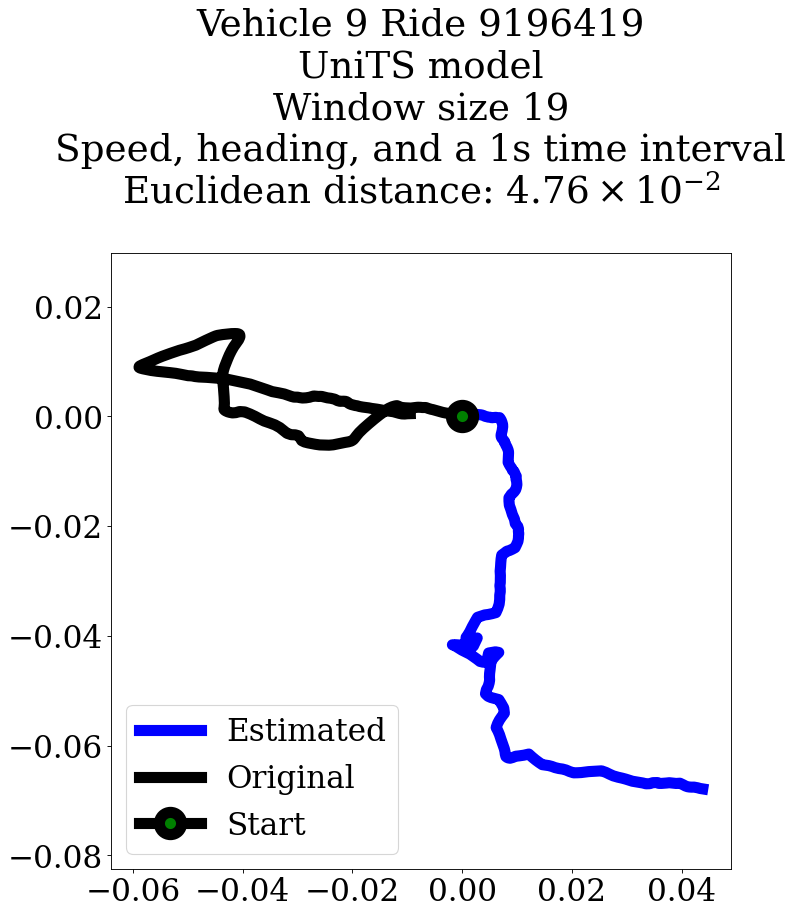 Vehicle 9 Ride 9196419
UniTS model
Window size 19
Speed, heading, and a 1s time interval
Euclidean distance: 4.76 × 10⁻²
0.02
0.00
−0.02
−0.04
−0.06
−0.08
Estimated
Original
Start
−0.06 −0.04 −0.02 0.00 0.02 0.04